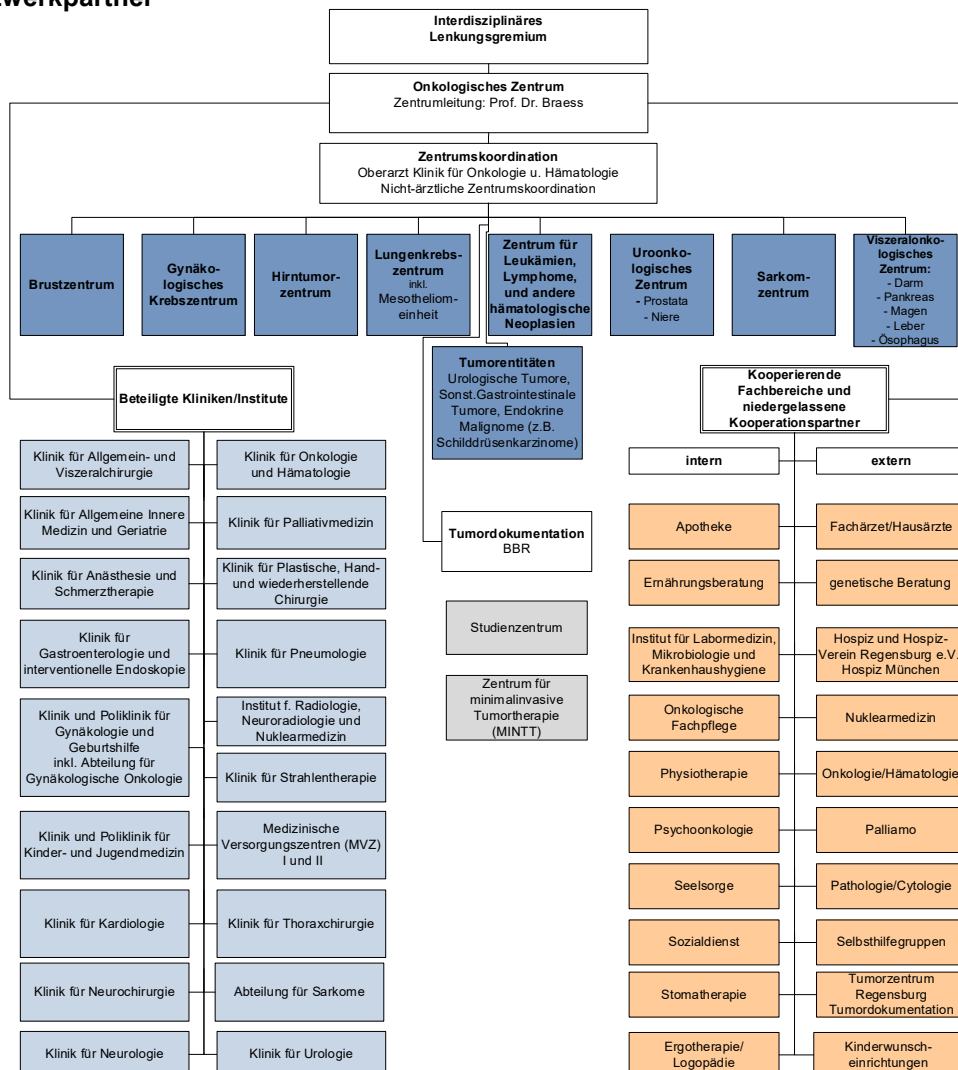 werkpartner
Interdisziplinäres
Lenkungsgremium
Onkologisches Zentrum
Zentrumleitung: Prof. Dr. Braess
Zentrumskoordination
Oberarzt Klinik für Onkologie u. Hämatologie
Nicht-ärztliche Zentrumskoordination
Brustzentrum
Gynäko-
logisches
Krebszentrum
Hirntumor-
zentrum
Lungenkrebs-
zentrum
inkl.
Mesotheliom-
einheit
Zentrum für
Leukämien,
Lymphome,
und andere
hämatologische
Neoplasien
Uroonko-
logisches
Zentrum
- Prostata
- Niere
Sarkom-
zentrum
Viszeralonko-
logisches
Zentrum:
- Darm
- Pankreas
- Magen
- Leber
- Ösophagus
Tumorentitäten
Urologische Tumore,
Sonst.Gastrointestinale
Tumore, Endokrine
Malignome (z.B.
Schilddrüsenkarzinome)
Beteiligte Kliniken/Institute
Klinik für Allgemein- und
Viszeralchirurgie
Klinik für Onkologie
und Hämatologie
Klinik für Allgemeine Innere
Medizin und Geriatrie
Klinik für Palliativmedizin
Klinik für Anästhesie und
Schmerztherapie
Klinik für Plastische, Hand-
und wiederherstellende
Chirurgie
Klinik für
Gastroenterologie und
interventionelle Endoskopie
Klinik für Pneumologie
Klinik und Poliklinik für
Gynäkologie und
Geburtshilfe
inkl. Abteilung für
Gynäkologische Onkologie
Institut f. Radiologie,
Neuroradiologie und
Nuklearmedizin
Klinik für Strahlentherapie
Klinik und Poliklinik für
Kinder- und Jugendmedizin
Medizinische
Versorgungszentren (MVZ)
I und II
Klinik für Kardiologie
Klinik für Thoraxchirurgie
Klinik für Neurochirurgie
Abteilung für Sarkome
Klinik für Neurologie
Klinik für Urologie
Tumordokumentation
BBR
Studienzentrum
Zentrum für
minimalinvasive
Tumortherapie
(MINTT)
Kooperierende
Fachbereiche und
niedergelassene
Kooperationspartner
intern
extern
Apotheke
Fachärzet/Hausärzte
Ernährungsberatung
genetische Beratung
Institut für Labormedizin,
Mikrobiologie und
Krankenhaushygiene
Hospiz und Hospiz-
Verein Regensburg e.V.
Hospiz München
Onkologische
Fachpflege
Nuklearmedizin
Physiotherapie
Onkologie/Hämatologie
Psychoonkologie
Palliamo
Seelsorge
Pathologie/Cytologie
Sozialdienst
Selbsthilfegruppen
Stomatherapie
Tumorzentrum
Regensburg
Tumordokumentation
Ergotherapie/
Logopädie
Kinderwunsch-
einrichtungen